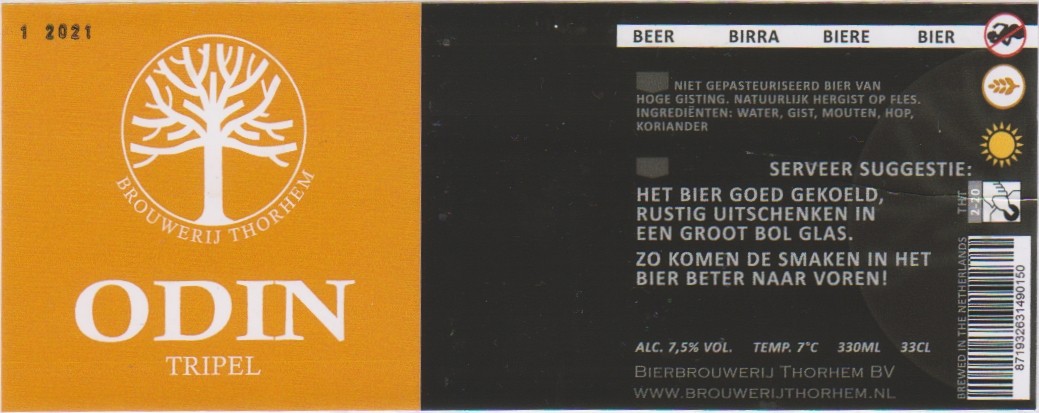 1 2021
BROUWERIJ THORHEM
ODIN
TRIPEL
BEER BIRRA BIERE BIER
NIET GEPASTEURISEERD BIER VAN
HOGE GISTING. NATUURLIJK HERGIST OP FLES.
INGREDIËNTEN: WATER, GIST, MOUTEN, HOP,
KORIANDER
SERVEER SUGGESTIE:
HET BIER GOED GEKOELD,
RUSTIG UITSCHENKEN IN
EEN GROOT BOL GLAS.
ZO KOMEN DE SMAKEN IN HET
BIER BETER NAAR VOREN!
ALC. 7,5% VOL. TEMP. 7°C 330ML 33CL
BIERBROUWERIJ THORHEM BV
WWW.BROUWERIJTHORHEM.NL
THT
2-20
BREWED IN THE NETHERLANDS
8719326314901​50